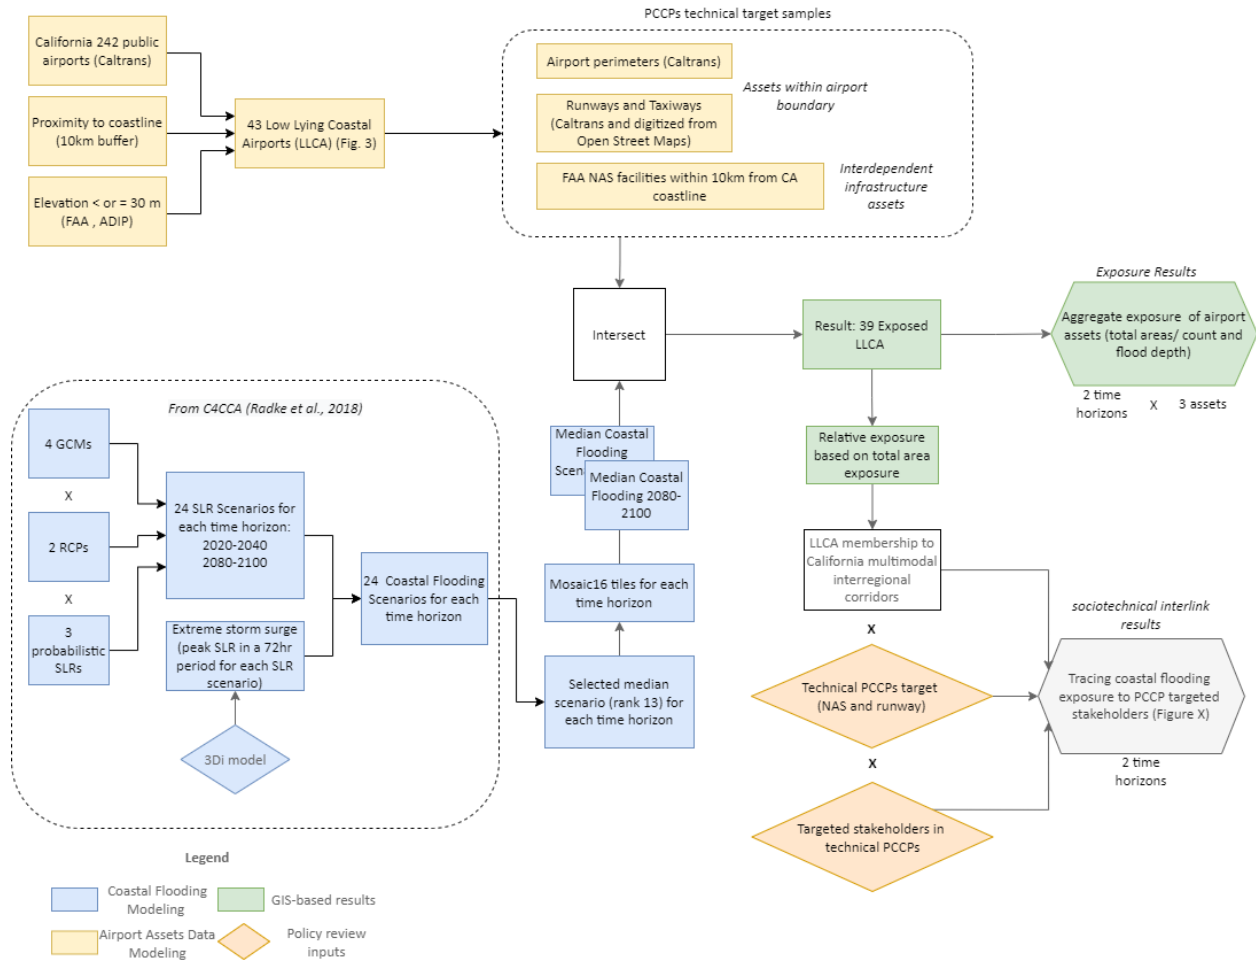 PCCPs technical target samples
California 242 public
airports (Caltrans)
Proximity to coastline
(10km buffer)
Elevation < or = 30 m
(FAA , ADIP)
43 Low Lying Coastal
Airports (LLCA) (Fig. 3)
Airport perimeters (Caltrans)
Runways and Taxiways
(Caltrans and digitized from
Open Street Maps)
Assets within airport
boundary
FAA NAS facilities within 10km from CA
coastline
Interdependent
infrastructure
assets
Intersect
Result: 39 Exposed
LLCA
Exposure Results
Aggregate exposure of airport
assets (total areas/ count and
flood depth)
2 time
horizons
X
3 assets
Relative exposure
based on total area
exposure
LLCA membership to
California multimodal
interregional
corridors
X
Technical PCCPs target
(NAS and runway)
X
Targeted stakeholders in
technical PCCPs
sociotechnical interlink
results
Tracing coastal flooding
exposure to PCCP targeted
stakeholders (Figure X)
2 time
horizons
From C4CCA (Radke et al., 2018)
4 GCMs
X
2 RCPs
X
3
probabilistic
SLRs
24 SLR Scenarios for
each time horizon:
2020-2040
2080-2100
Extreme storm surge
(peak SLR in a 72hr
period for each SLR
scenario)
3Di model
24 Coastal Flooding
Scenarios for each
time horizon
Selected median
scenario (rank 13) for
each time horizon
Mosaic16 tiles for each
time horizon
Median Coastal
Flooding
Median Coastal
Flooding 2080-
2100
Legend
Coastal Flooding
Modeling
GIS-based results
Airport Assets Data
Modeling
Policy review
inputs